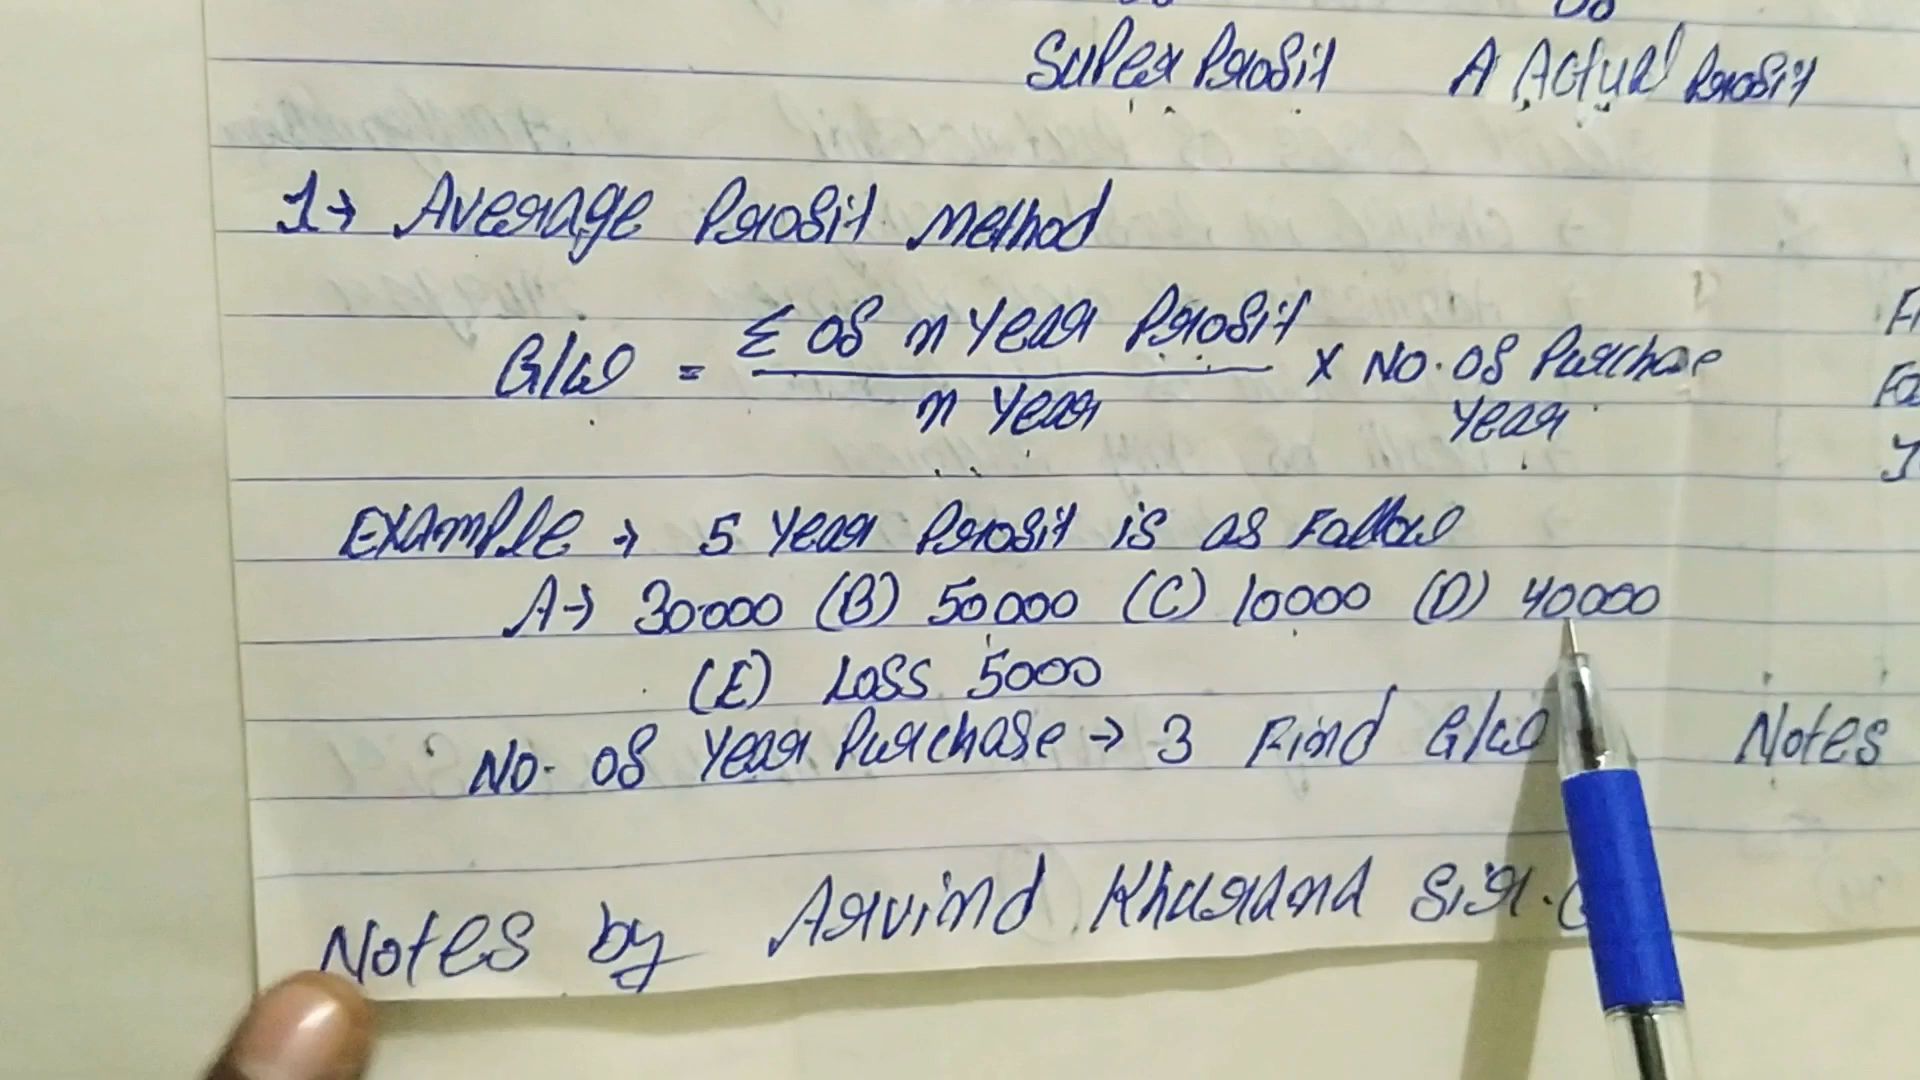 Super Profit A Actual Profit
1→ Average Profit Method
G/W = Σ of n Year Profit / n Year × No. of Purchase Year
Example → 5 Year Profit is as Follow
A→ 30000 (B) 50000 (C) 10000 (D) 40000
(E) Loss 5000
No. of Year Purchase → 3 Find G/W
Notes
Notes by Arvind Khurana Sir.